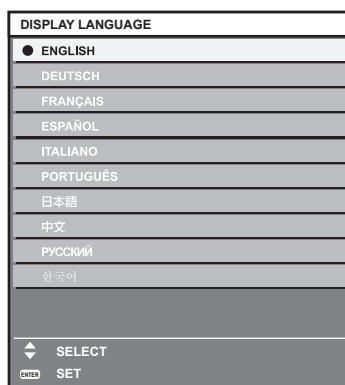 DISPLAY LANGUAGE
ENGLISH
DEUTSCH
FRANÇAIS
ESPAÑOL
ITALIANO
PORTUGUÊS
日本語
中文
РУССКИЙ
한국어
SELECT
ENTER SET